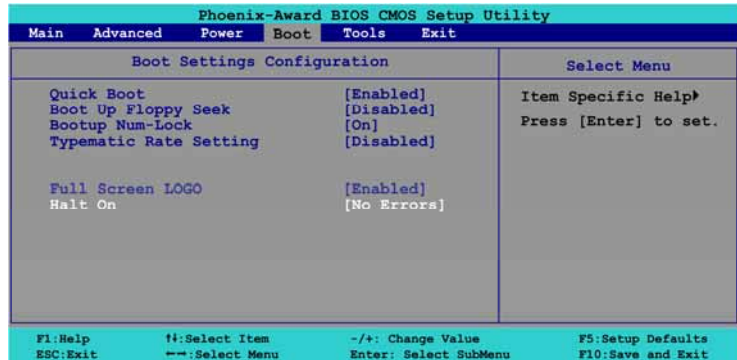 Phoenix-Award BIOS CMOS Setup Utility
Main Advanced Power Boot Tools Exit
Boot Settings Configuration
Select Menu
Quick Boot [Enabled]
Boot Up Floppy Seek [Disabled]
Bootup Num-Lock [On]
Typematic Rate Setting [Disabled]
Full Screen LOGO [Enabled]
Halt On [No Errors]
Item Specific Help▶
Press [Enter] to set.
F1:Help ↑↓:Select Item -/+: Change Value F5:Setup Defaults
ESC:Exit ←→:Select Menu Enter: Select SubMenu F10:Save and Exit